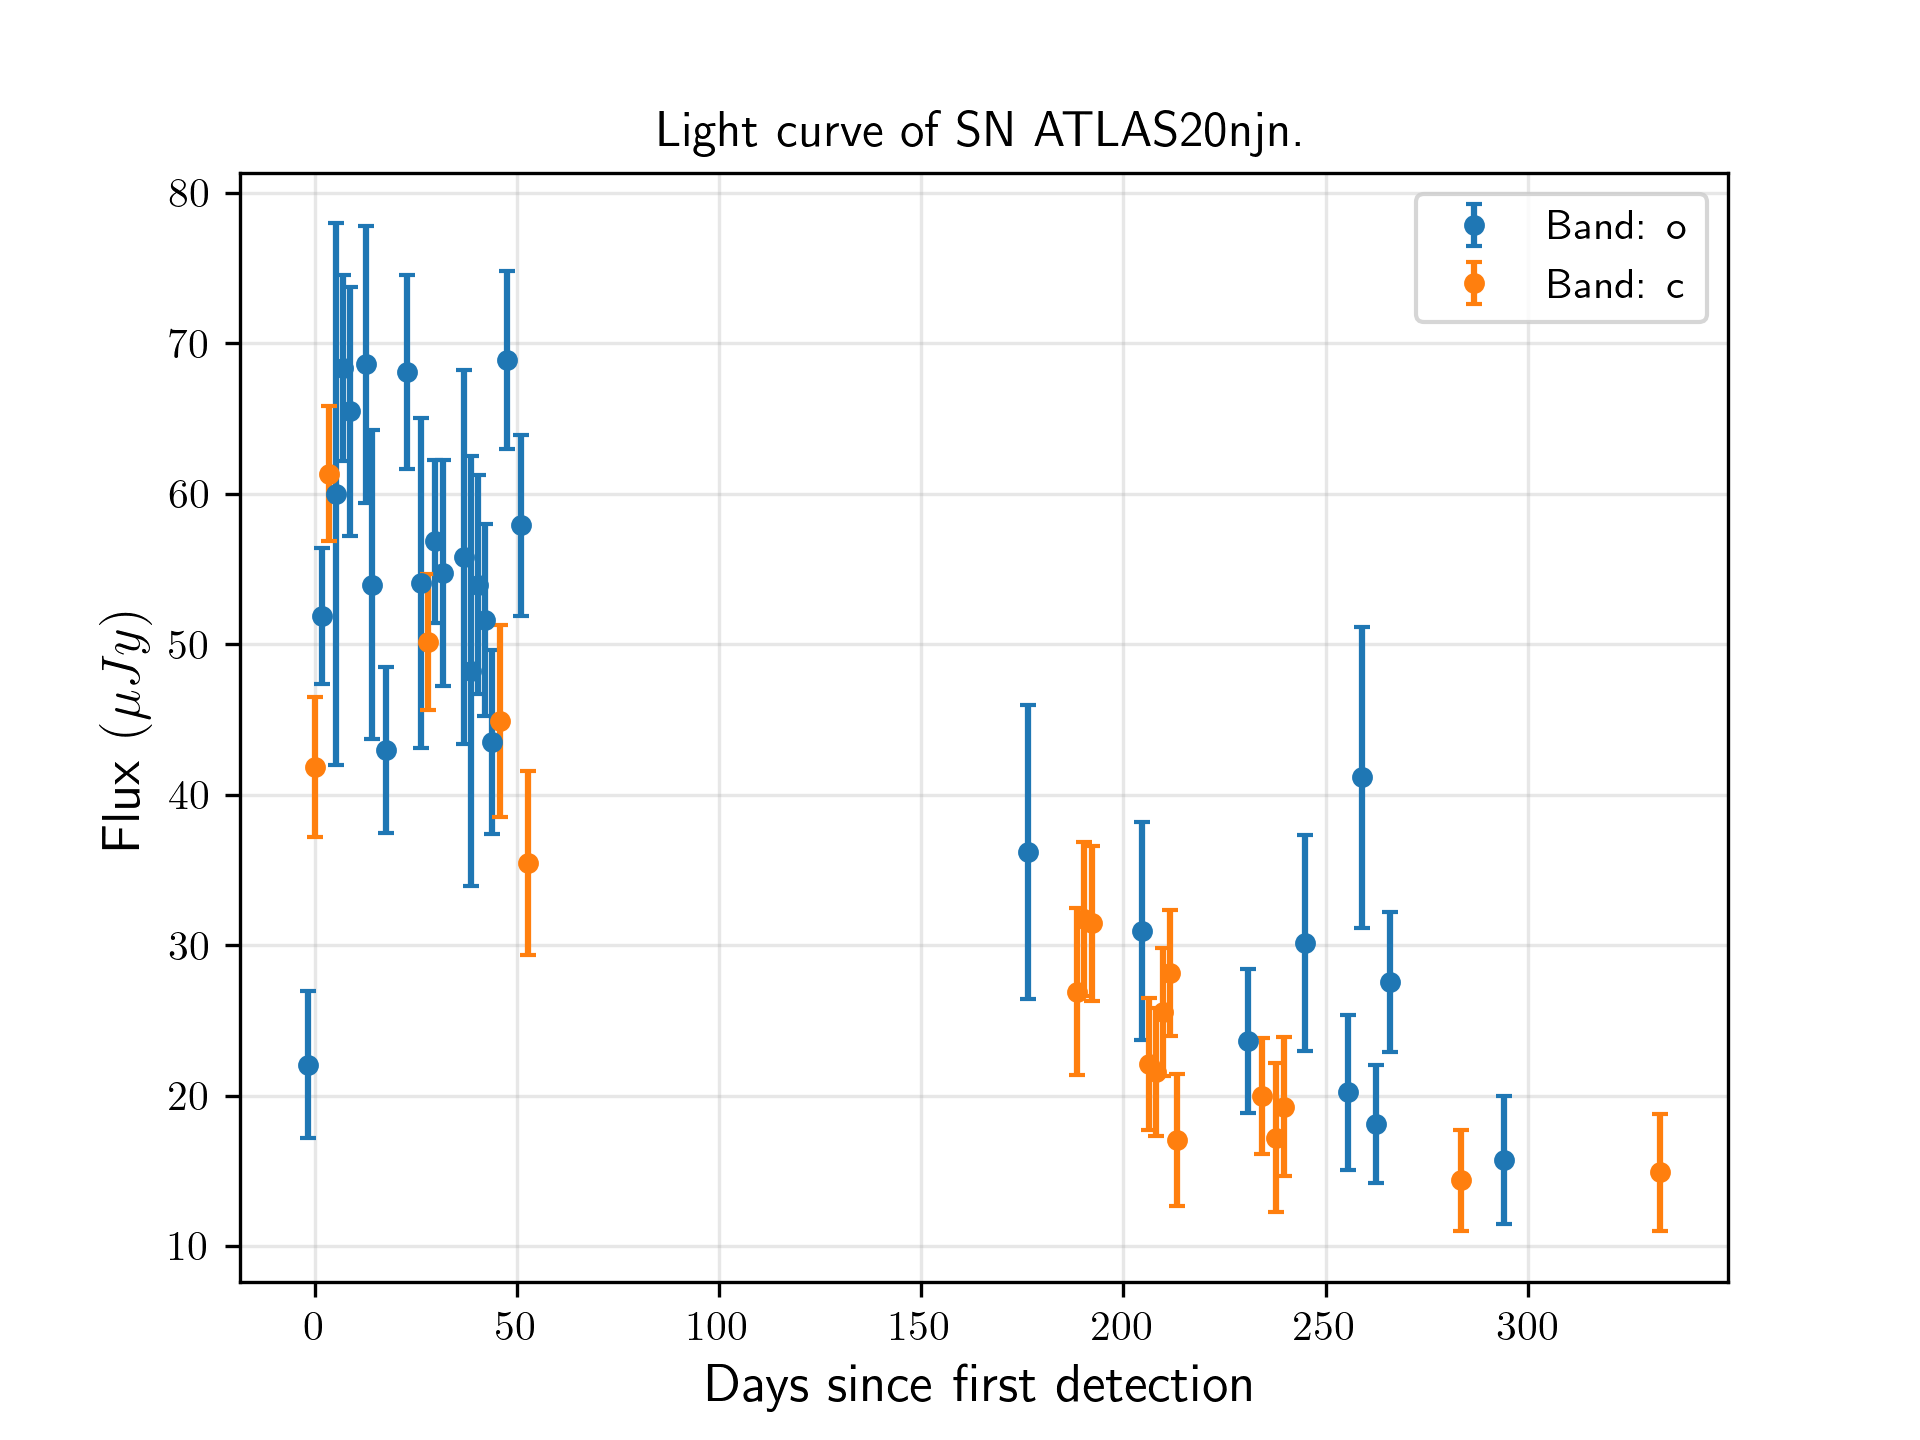 Light curve of SN ATLAS20njn.
80
70
60
50
40
30
20
10
Flux (μJy)
Band: o
Band: c
0 50 100 150 200 250 300
Days since first detection